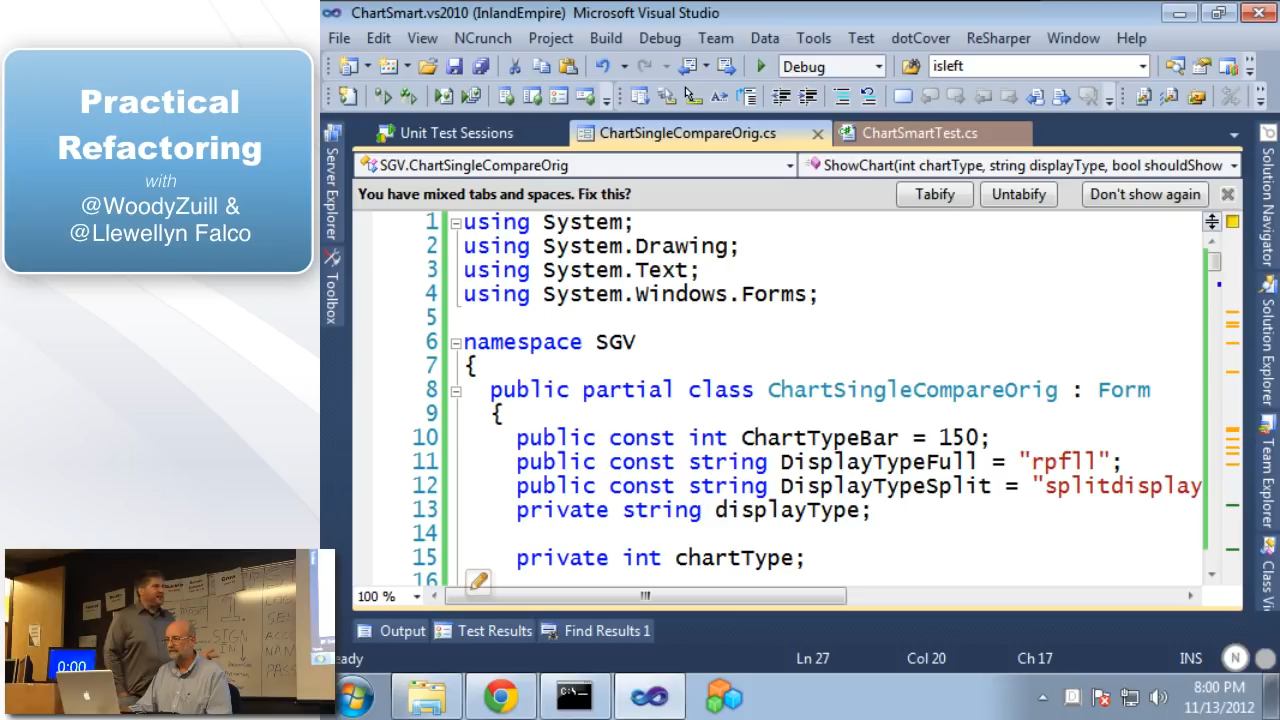 Practical
Refactoring
with
@WoodyZuill &
@Llewellyn Falco
ChartSmart.vs2010 (InlandEmpire) - Microsoft Visual Studio
File Edit View NCrunch Project Build Debug Team Data Tools Test dotCover ReSharper Window Help
Debug isleft
Unit Test Sessions ChartSingleCompareOrig.cs ChartSmartTest.cs
SGV.ChartSingleCompareOrig ShowChart(int chartType, string displayType, bool shouldShow
You have mixed tabs and spaces. Fix this? Tabify Untabify Don't show again
1 using System;
2 using System.Drawing;
3 using System.Text;
4 using System.Windows.Forms;
5
6 namespace SGV
7 {
8 public partial class ChartSingleCompareOrig : Form
9 {
10 public const int ChartTypeBar = 150;
11 public const string DisplayTypeFull = "rpfll";
12 public const string DisplayTypeSplit = "splitdisplay
13 private string displayType;
14
15 private int chartType;
16
Server Explorer
Toolbox
Solution Navigator
Solution Explorer
Team Explorer
Class Vi
100 %
Output Test Results Find Results 1
eady Ln 27 Col 20 Ch 17 INS N
0:00
SIGN
IN
8:00 PM
11/13/2012